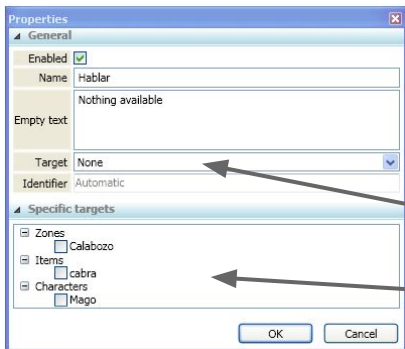 Properties
General
Enabled
Name Hablar
Empty text Nothing available
Target None
Identifier Automatic
Specific targets
Zones
Calabozo
Items
cabra
Characters
Mago
OK Cancel